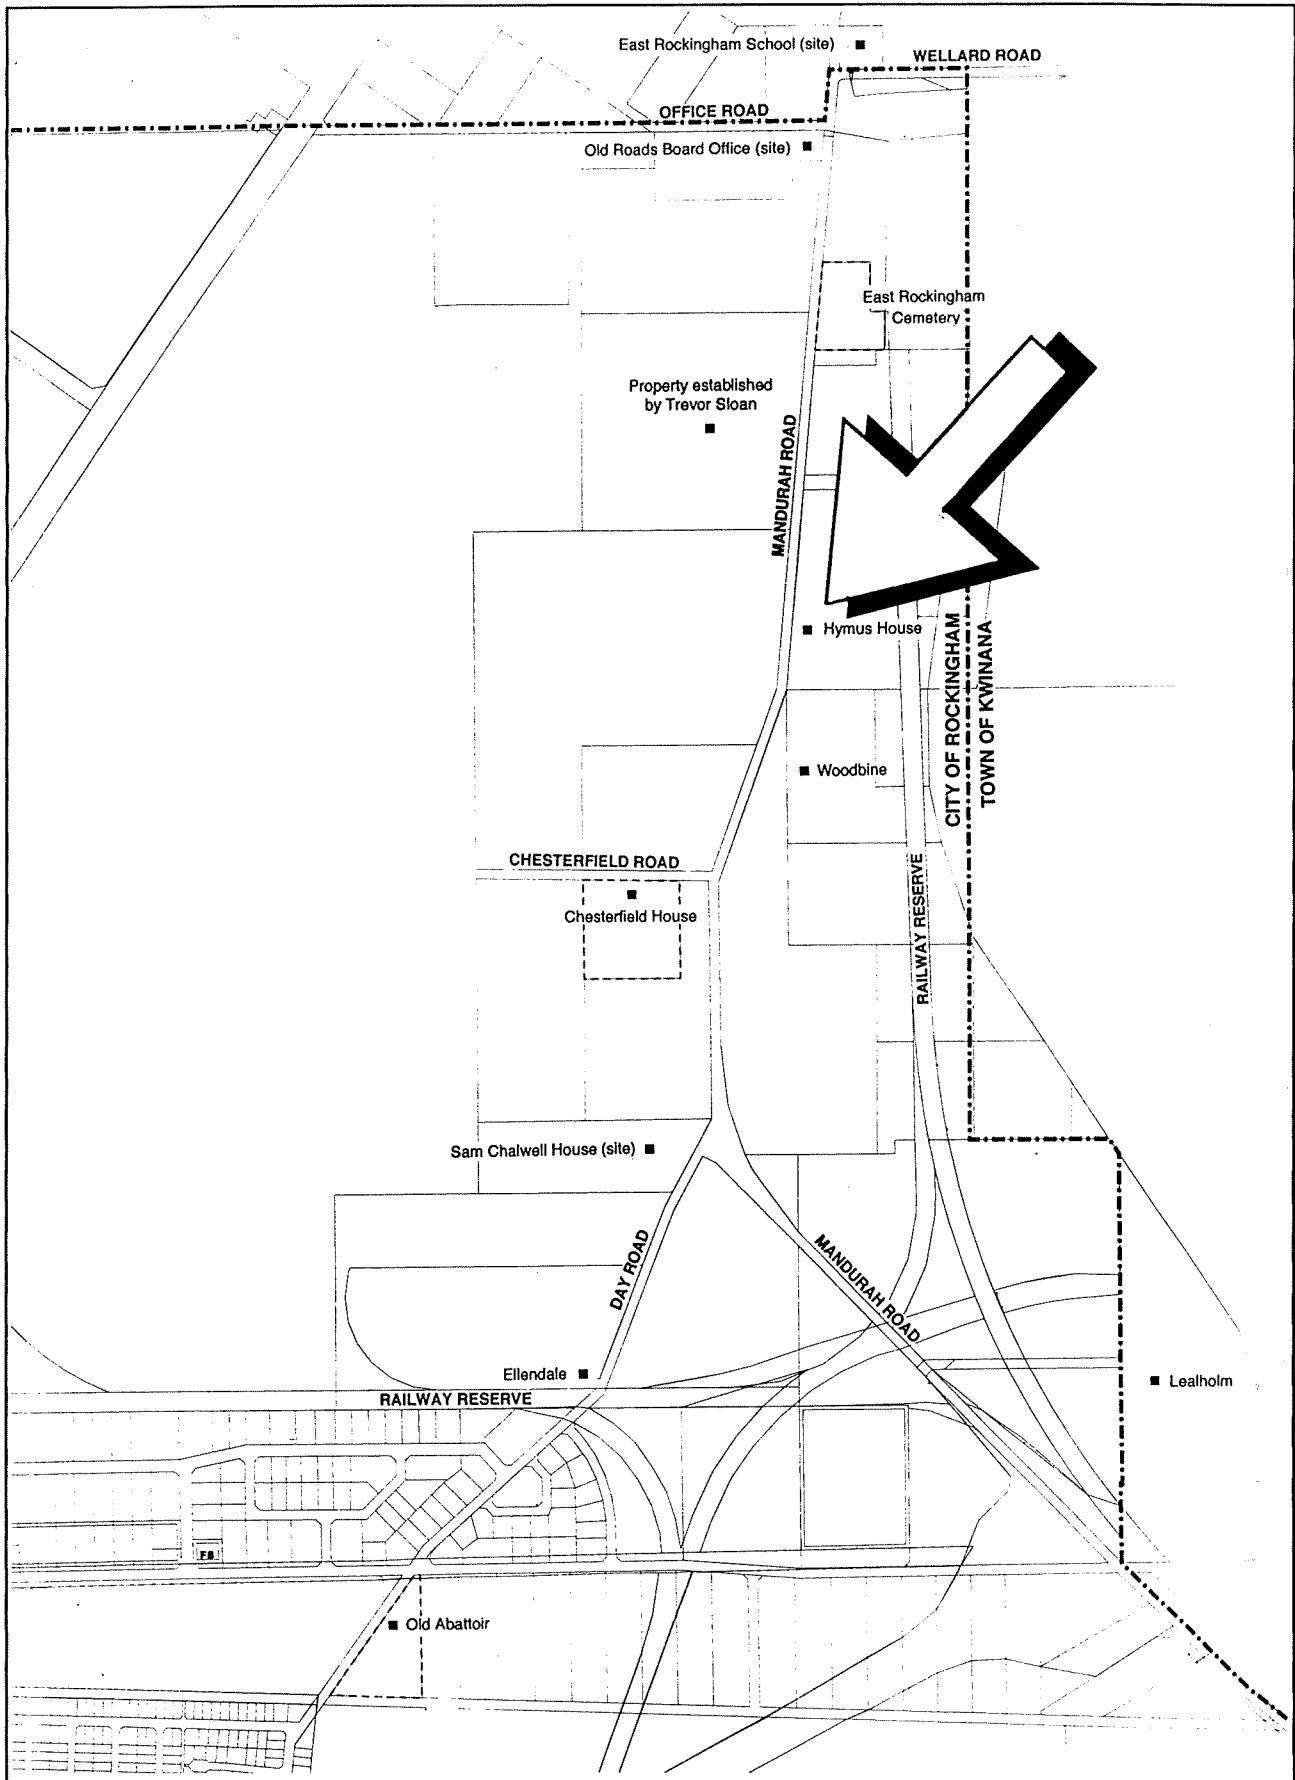 East Rockingham School (site)
WELLARD ROAD
OFFICE ROAD
Old Roads Board Office (site)
East Rockingham
Cemetery
Property established
by Trevor Sloan
MANDURAH ROAD
Hymus House
CITY OF ROCKINGHAM
TOWN OF KWINANA
Woodbine
CHESTERFIELD ROAD
Chesterfield House
RAILWAY RESERVE
Sam Chalwell House (site)
DAY ROAD
MANDURAH ROAD
Ellendale
Lealholm
RAILWAY RESERVE
Old Abattoir